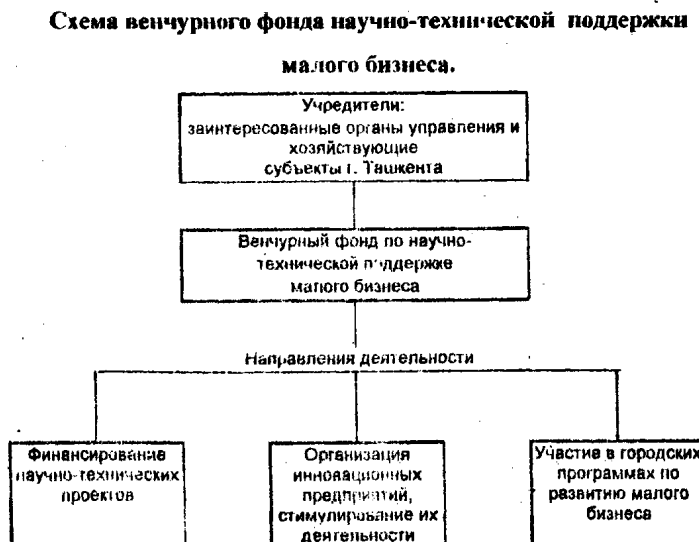 Схема венчурного фонда научно-технической поддержки
малого бизнеса.
Учредители:
заинтересованные органы управления и
хозяйствующие
субъекты г. Ташкента
Венчурный фонд по научно-
технической поддержке
малого бизнеса
Направления деятельности
Финансирование
научно-технических
проектов
Организация
инновационных
предприятий,
стимулирование их
деятельности
Участие в городских
программах по
развитию малого
бизнеса